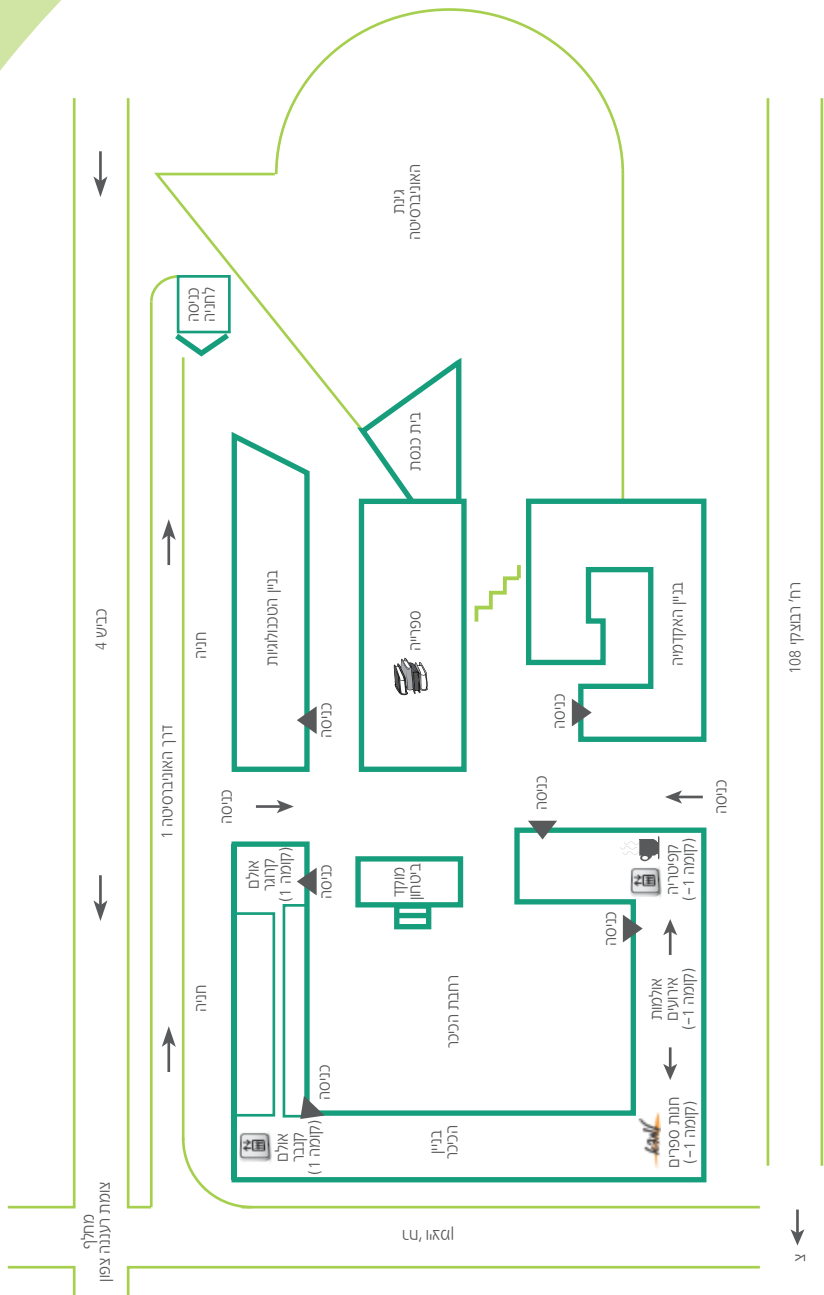 גינת
האוניברסיטה
כניסה
לחניה
בית כנסת
כביש 4
חניה
דרך האוניברסיטה 1
בניין הטכנולוגיות
כניסה
ספרייה
בניין האקדמיה
כניסה
רח' רבוצקי 108
כניסה
כניסה
כניסה
אולם
קרוגר
(קומה 1)
כניסה
מוקד
ביטחון
קפיטריה
(קומה 1-)
כניסה
חניה
רחבת הכיכר
אולמות
אירועים
(קומה 1-)
כניסה
אולם
קנבר
(קומה 1)
בניין
הכיכר
חנות ספרים
(קומה 1-)
מחלף
צומת רעננה צפון
רח' ויצמן
צ